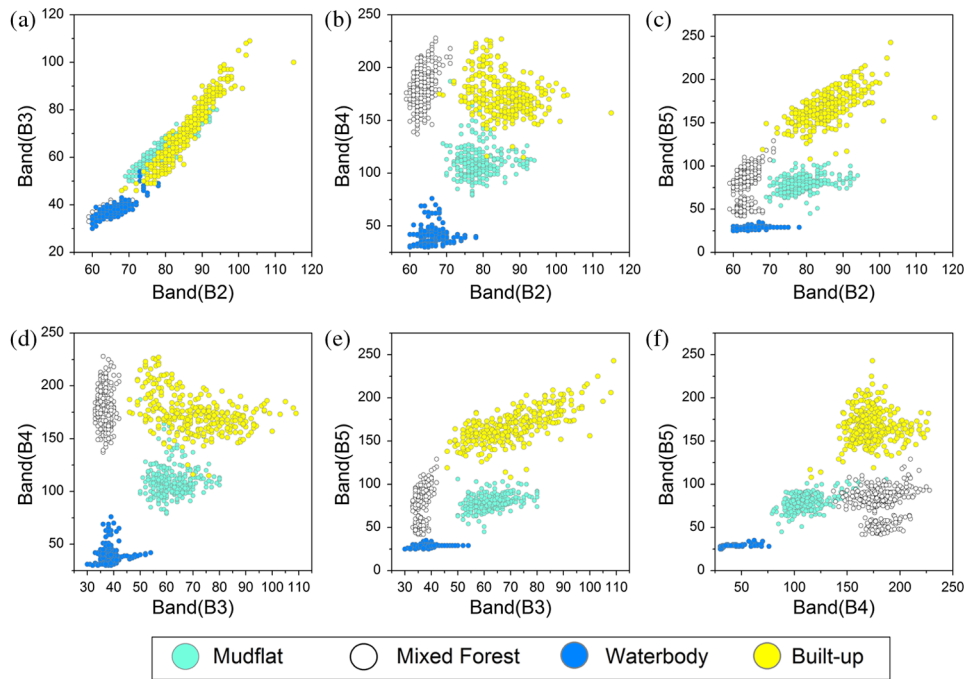 (a)
120
100
80
60
40
20
Band(B3)
60 70 80 90 100 110 120
Band(B2)
(b)
250
200
150
100
50
Band(B4)
60 70 80 90 100 110 120
Band(B2)
(c)
250
200
150
100
50
0
Band(B5)
60 70 80 90 100 110 120
Band(B2)
(d)
250
200
150
100
50
Band(B4)
30 40 50 60 70 80 90 100 110
Band(B3)
(e)
250
200
150
100
50
0
Band(B5)
30 40 50 60 70 80 90 100 110
Band(B3)
(f)
250
200
150
100
50
0
Band(B5)
50 100 150 200 250
Band(B4)
Mudflat Mixed Forest Waterbody Built-up